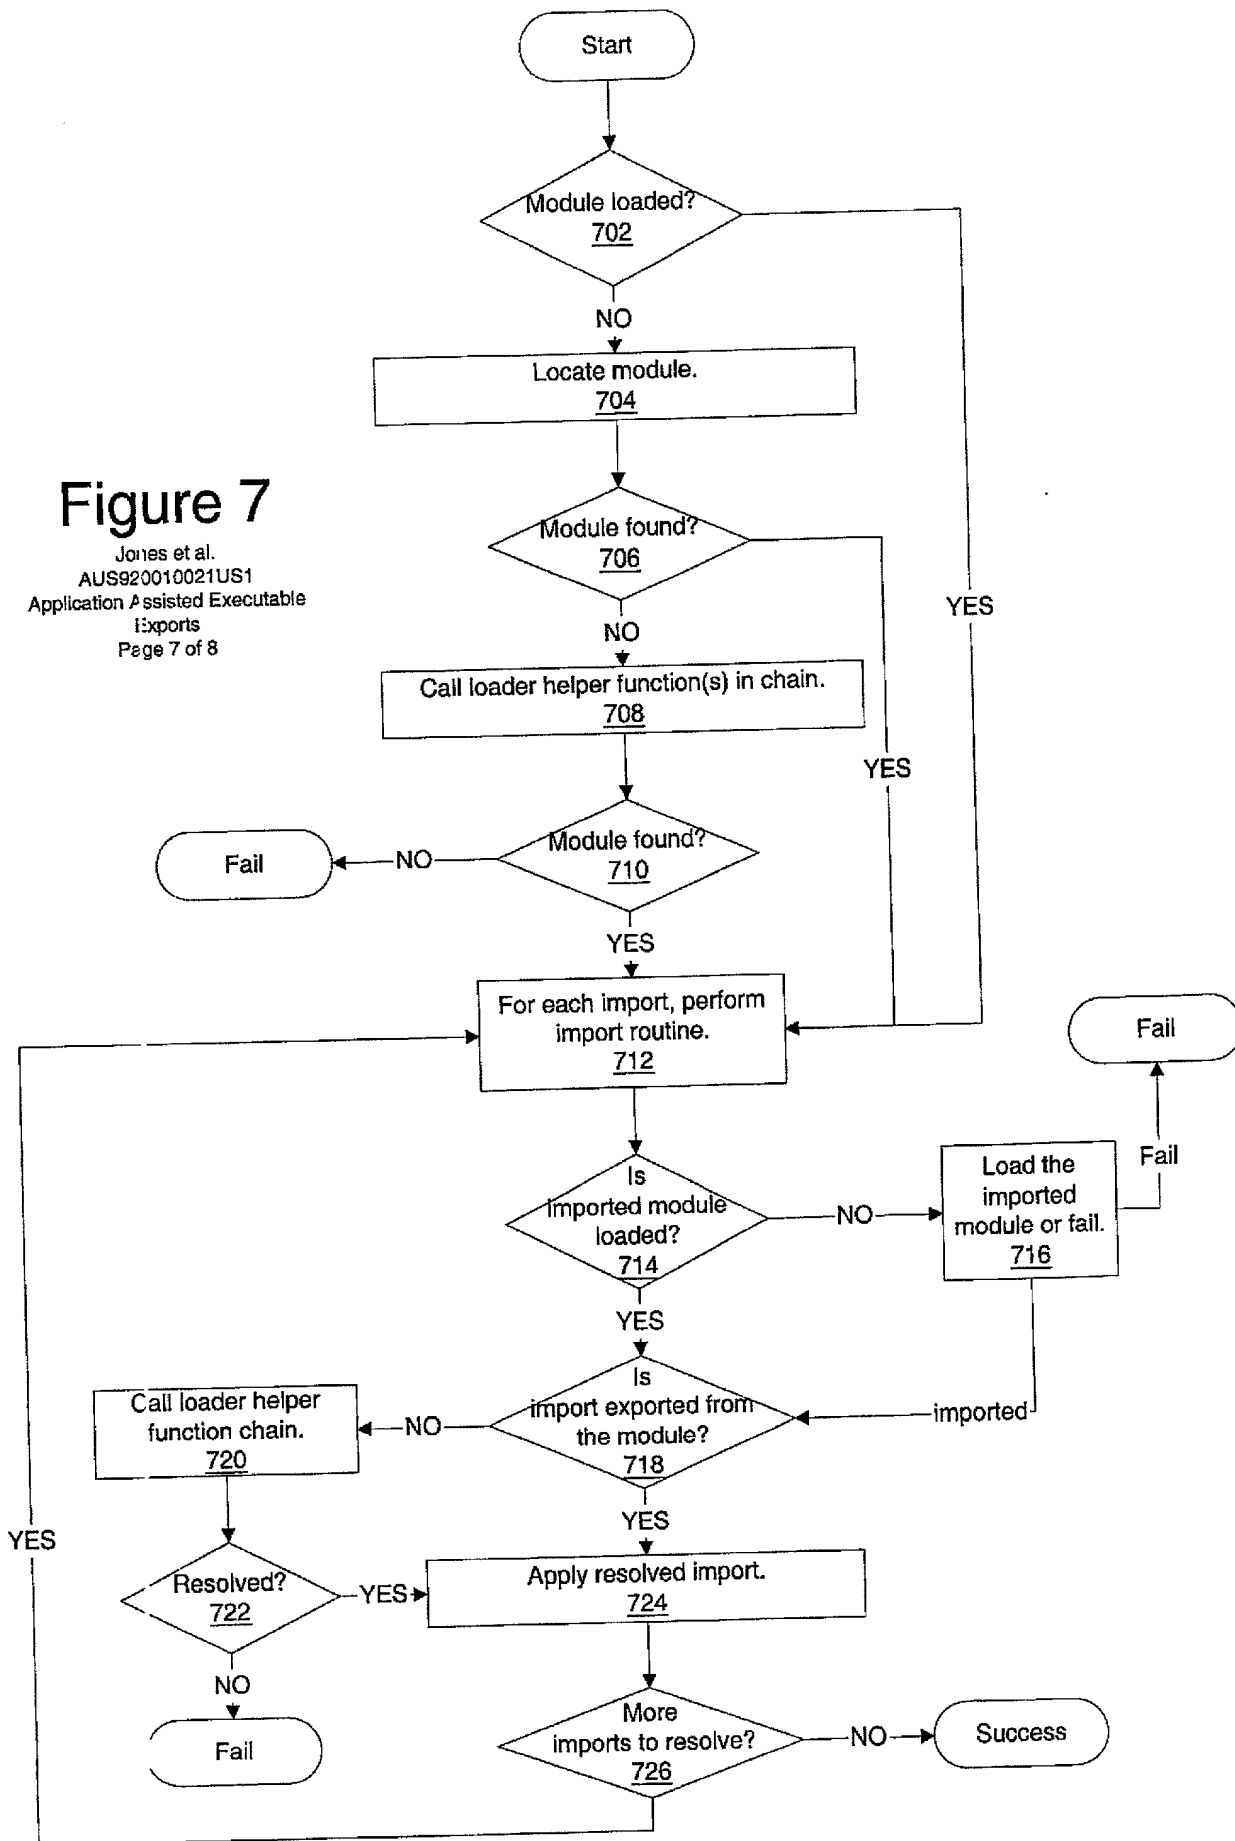 Start
Module loaded?
702
NO
YES
Locate module.
704
Figure 7
Jones et al.
AUS920010021US1
Application Assisted Executable
Exports
Page 7 of 8
Module found?
706
NO
YES
Call loader helper function(s) in chain.
708
Module found?
710
NO
Fail
YES
For each import, perform
import routine.
712
Is
imported module
loaded?
714
NO
Load the
imported
module or fail.
716
Fail
Fail
YES
imported
Is
import exported from
the module?
718
NO
Call loader helper
function chain.
720
YES
Resolved?
722
YES
NO
Fail
Apply resolved import.
724
More
imports to resolve?
726
NO
Success
YES